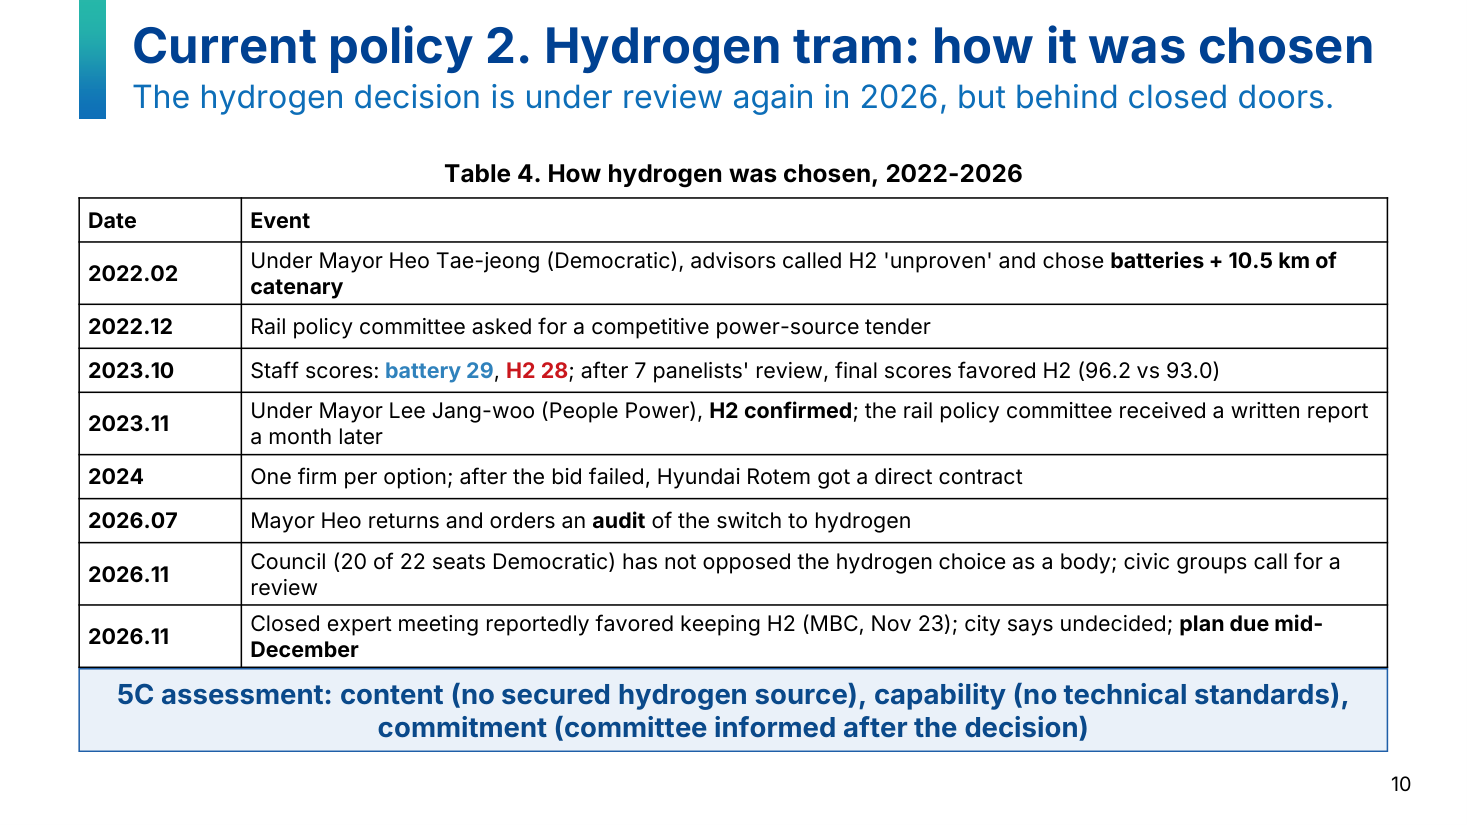 Current policy 2. Hydrogen tram: how it was chosen
The hydrogen decision is under review again in 2026, but behind closed doors.
Table 4. How hydrogen was chosen, 2022-2026
Date Event
2022.02 Under Mayor Heo Tae-jeong (Democratic), advisors called H2 'unproven' and chose batteries + 10.5 km of
catenary
2022.12 Rail policy committee asked for a competitive power-source tender
2023.10 Staff scores: battery 29, H2 28; after 7 panelists' review, final scores favored H2 (96.2 vs 93.0)
2023.11 Under Mayor Lee Jang-woo (People Power), H2 confirmed; the rail policy committee received a written report
a month later
2024 One firm per option; after the bid failed, Hyundai Rotem got a direct contract
2026.07 Mayor Heo returns and orders an audit of the switch to hydrogen
2026.11 Council (20 of 22 seats Democratic) has not opposed the hydrogen choice as a body; civic groups call for a
review
2026.11 Closed expert meeting reportedly favored keeping H2 (MBC, Nov 23); city says undecided; plan due mid-
December
5C assessment: content (no secured hydrogen source), capability (no technical standards),
commitment (committee informed after the decision)
10